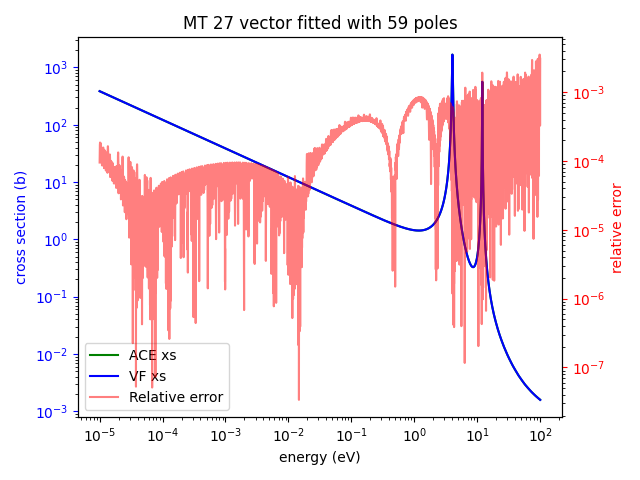 MT 27 vector fitted with 59 poles
cross section (b)
10³
10²
10¹
10⁰
10⁻¹
10⁻²
10⁻³
10⁻³
10⁻⁴
10⁻⁵
10⁻⁶
10⁻⁷
relative error
ACE xs
VF xs
Relative error
10⁻⁵ 10⁻⁴ 10⁻³ 10⁻² 10⁻¹ 10⁰ 10¹ 10²
energy (eV)